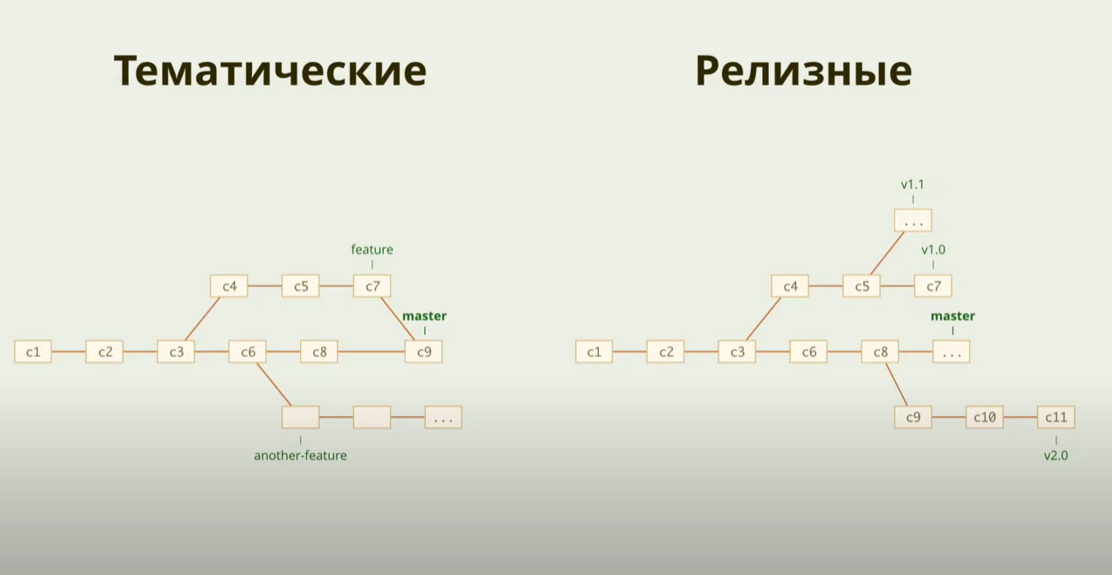 Тематические
feature
c4
c5
c7
master
c1
c2
c3
c6
c8
c9
...
another-feature
Релизные
v1.1
...
v1.0
c4
c5
c7
master
c1
c2
c3
c6
c8
...
c9
c10
c11
v2.0